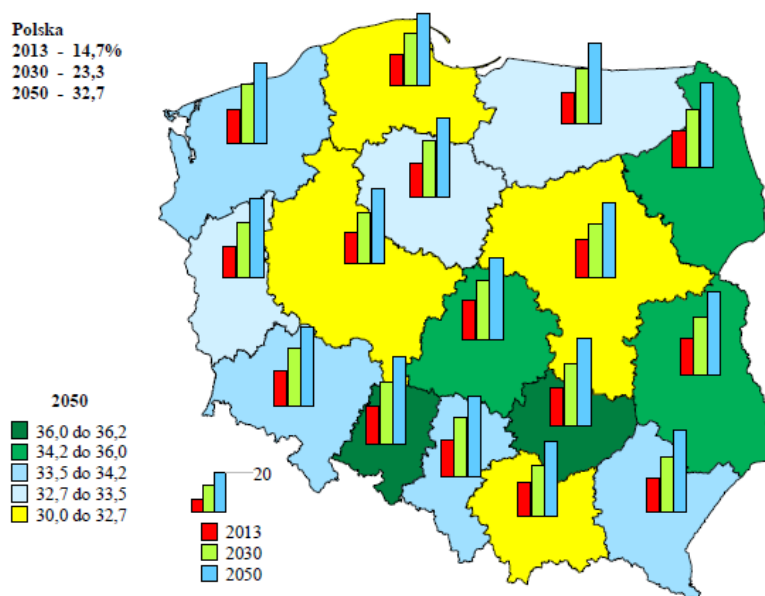 Polska
2013 - 14,7%
2030 - 23,3
2050 - 32,7
2050
36,0 do 36,2
34,2 do 36,0
33,5 do 34,2
32,7 do 33,5
30,0 do 32,7
20
2013
2030
2050